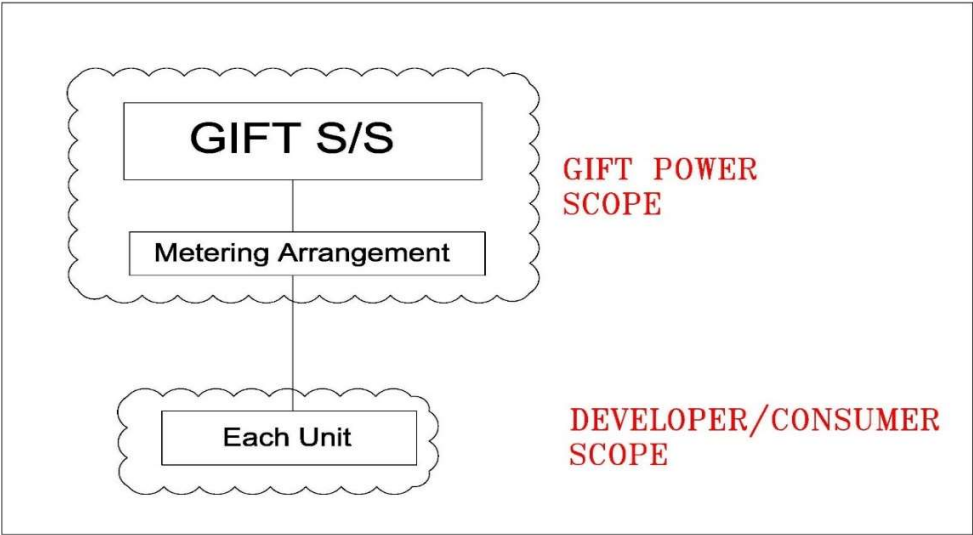 GIFT S/S
GIFT POWER
SCOPE
Metering Arrangement
Each Unit
DEVELOPER/CONSUMER
SCOPE